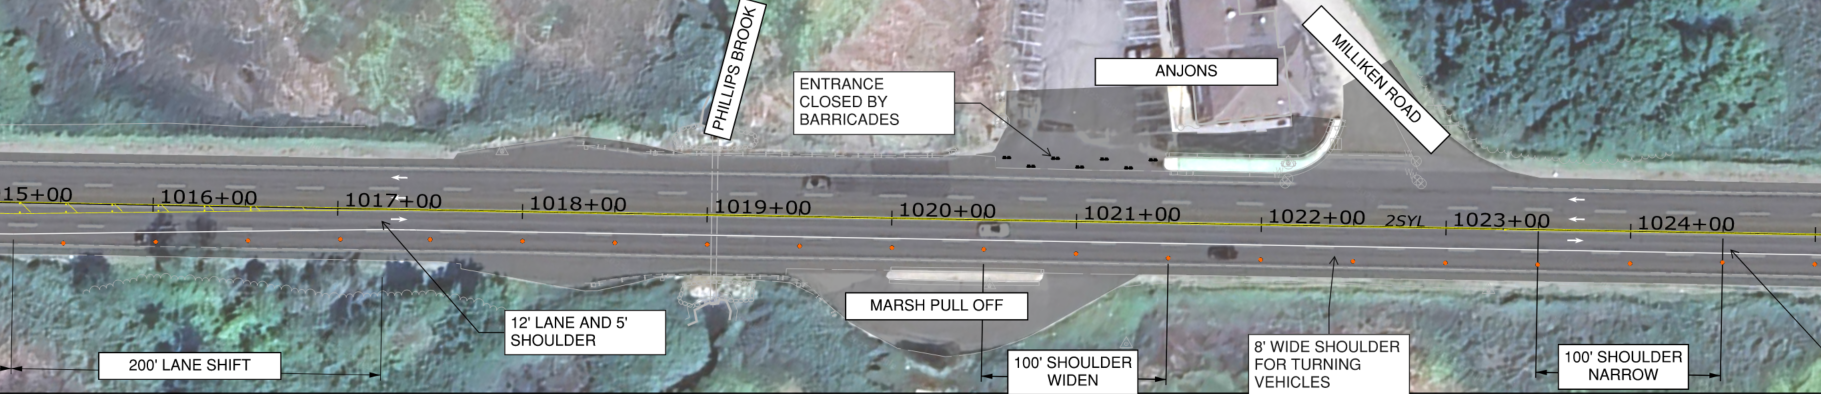 PHILLIPS BROOK
ENTRANCE
CLOSED BY
BARRICADES
ANJONS
MILLIKEN ROAD
15+00
1016+00
1017+00
1018+00
1019+00
1020+00
1021+00
1022+00
2SYL
1023+00
1024+00
MARSH PULL OFF
12' LANE AND 5'
SHOULDER
200' LANE SHIFT
100' SHOULDER
WIDEN
8' WIDE SHOULDER
FOR TURNING
VEHICLES
100' SHOULDER
NARROW